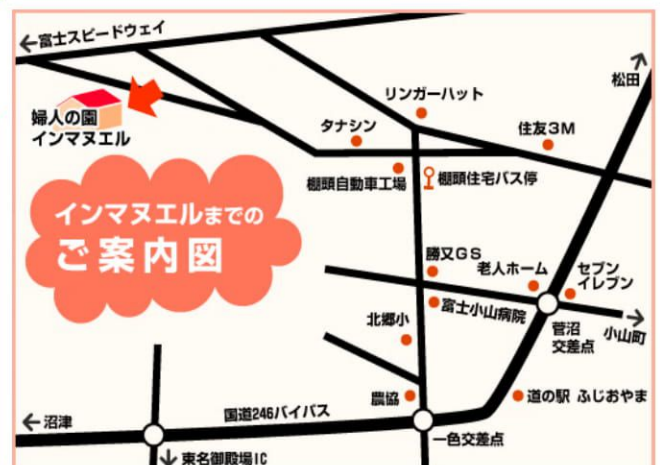 ←富士スピードウェイ
松田
婦人の園
インマヌエル
リンガーハット
タナシン
住友3M
棚頭自動車工場
棚頭住宅バス停
インマヌエルまでの
ご案内図
勝又GS
老人ホーム
セブン
イレブン
富士小山病院
菅沼
交差点
小山町
北郷小
農協
道の駅 ふじおやま
←沼津
国道246バイパス
一色交差点
↓東名御殿場IC